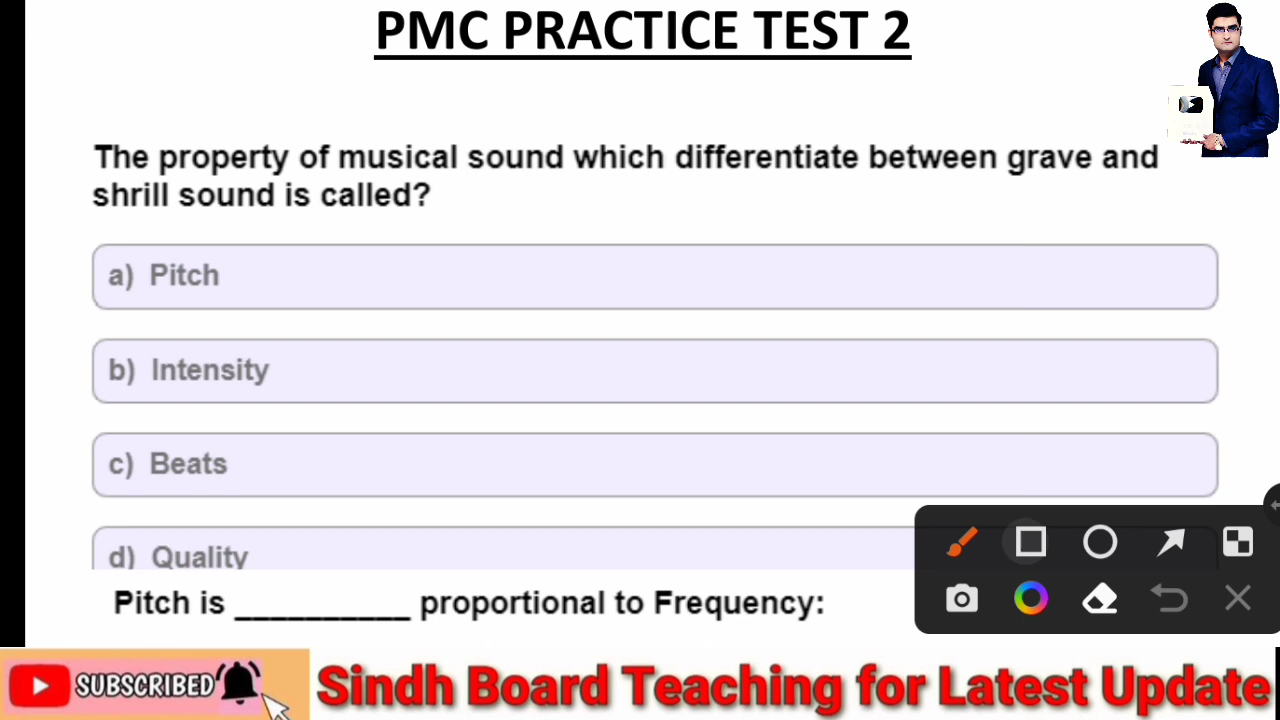 PMC PRACTICE TEST 2
The property of musical sound which differentiate between grave and
shrill sound is called?
a) Pitch
b) Intensity
c) Beats
d) Quality
Pitch is __________ proportional to Frequency:
SUBSCRIBED
Sindh Board Teaching for Latest Update